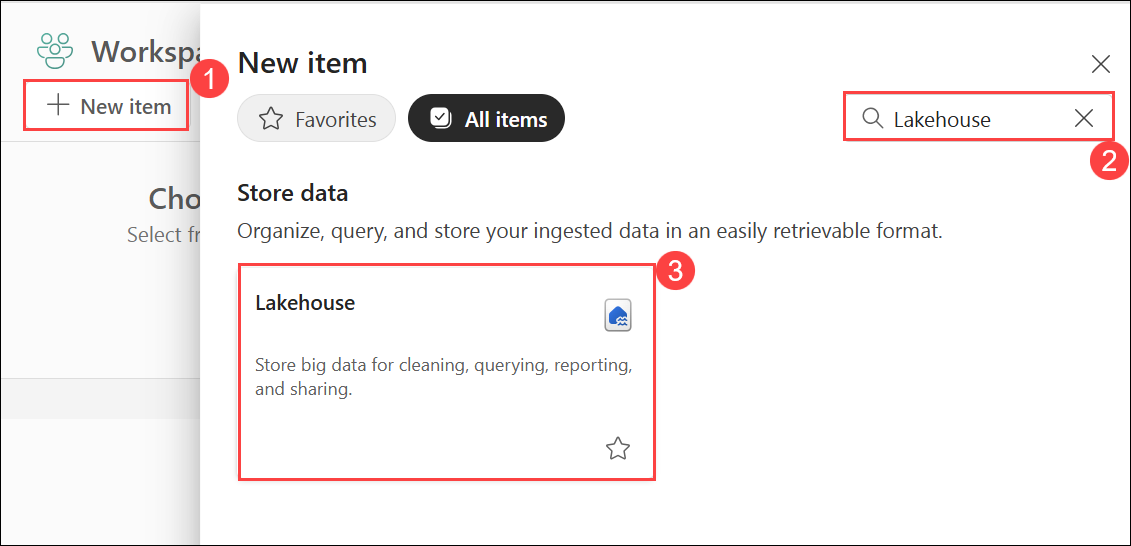 Workspa
New item
1
New item
Favorites
All items
Lakehouse
2
Cho
Select fr
Store data
Organize, query, and store your ingested data in an easily retrievable format.
3
Lakehouse
Store big data for cleaning, querying, reporting,
and sharing.